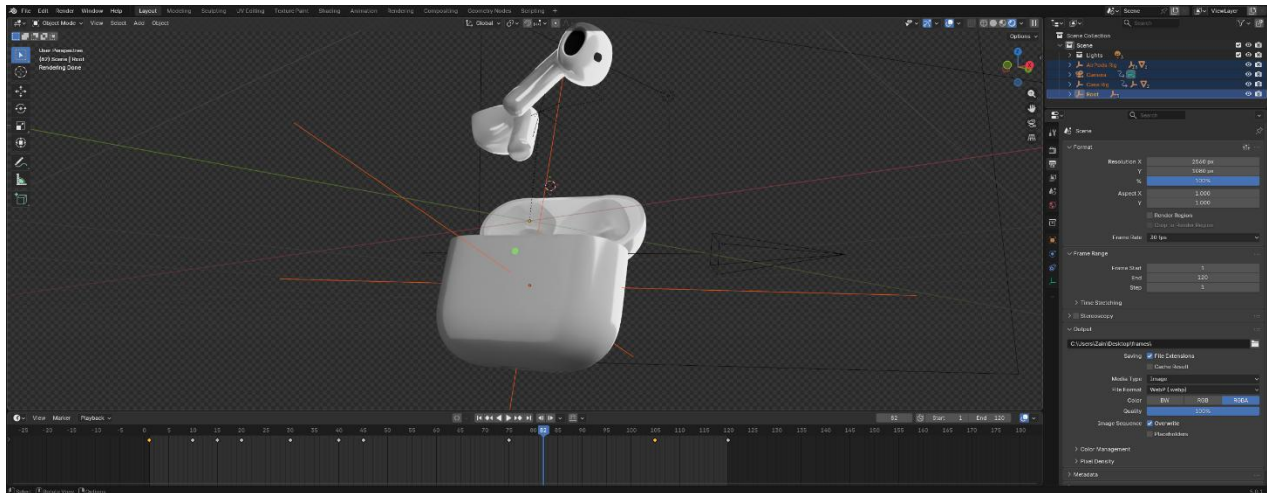 File Edit Render Window Help Layout Modeling Sculpting UV Editing Texture Paint Shading Animation Rendering Compositing Geometry Nodes Scripting + Scene ViewLayer
Object Mode View Select Add Object Global Search
Options
User Perspective
(82) Scene | Root
Rendering Done
Scene Collection
Scene
Lights
AirPods Rig
Camera
Case Rig
Root
Search
Scene
Format
Resolution X
Y 1080 px
% 100%
Aspect X 1.000
Y 1.000
Render Region
Crop to Render Region
Frame Rate 30 fps
Frame Range
Frame Start 1
End 120
Step 1
Time Stretching
Stereoscopy
Output
C:\Users\Zain\Desktop\frames\
Saving File Extensions
Cache Result
Media Type Image
File Format WebP (.webp)
Color BW RGB RGBA
Quality 100%
Image Sequence Overwrite
Placeholders
Color Management
Pixel Density
Metadata
View Marker Playback 82 Start 1 End 120
-25 -20 -15 -10 -5 0 5 10 15 20 25 30 35 40 45 50 55 60 65 70 75 80 82 85 90 95 100 105 110 115 120 125 130 135 140 145 150 155 160 165 170 175 180
Select Rotate View Options